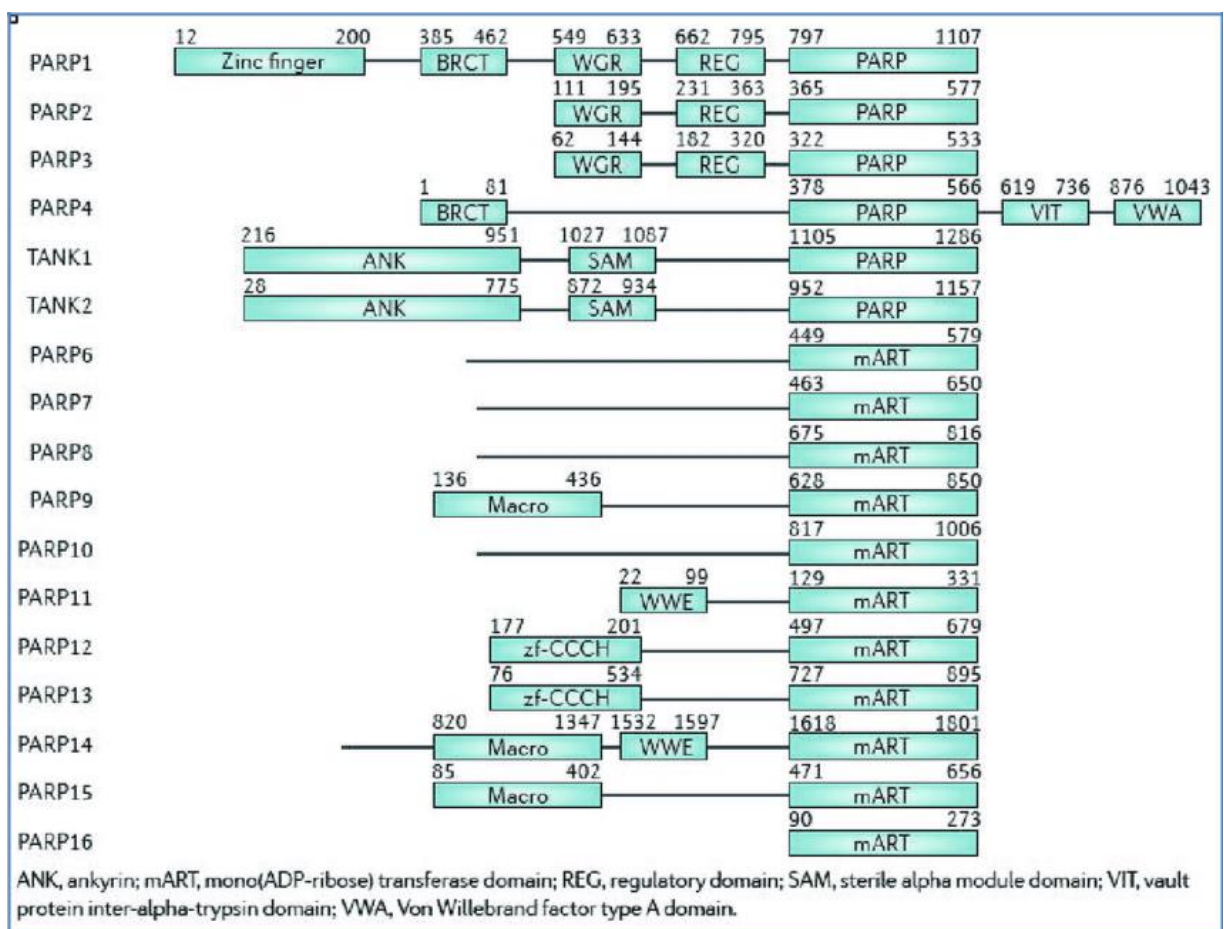 12 200 385 462 549 633 662 795 797 1107
PARP1 Zinc finger BRCT WGR REG PARP
111 195 231 363 365 577
PARP2 WGR REG PARP
62 144 182 320 322 533
PARP3 WGR REG PARP
1 81 378 566 619 736 876 1043
PARP4 BRCT PARP VIT VWA
216 951 1027 1087 1105 1286
TANK1 ANK SAM PARP
28 775 872 934 952 1157
TANK2 ANK SAM PARP
449 579
PARP6 mART
463 650
PARP7 mART
675 816
PARP8 mART
136 436 628 850
PARP9 Macro mART
817 1006
PARP10 mART
22 99 129 331
PARP11 WWE mART
177 201 497 679
PARP12 zf-CCCH mART
76 534 727 895
PARP13 zf-CCCH mART
820 1347 1532 1597 1618 1801
PARP14 Macro WWE mART
85 402 471 656
PARP15 Macro mART
90 273
PARP16 mART
ANK, ankyrin; mART, mono(ADP-ribose) transferase domain; REG, regulatory domain; SAM, sterile alpha module domain; VIT, vault
protein inter-alpha-trypsin domain; VWA, Von Willebrand factor type A domain.